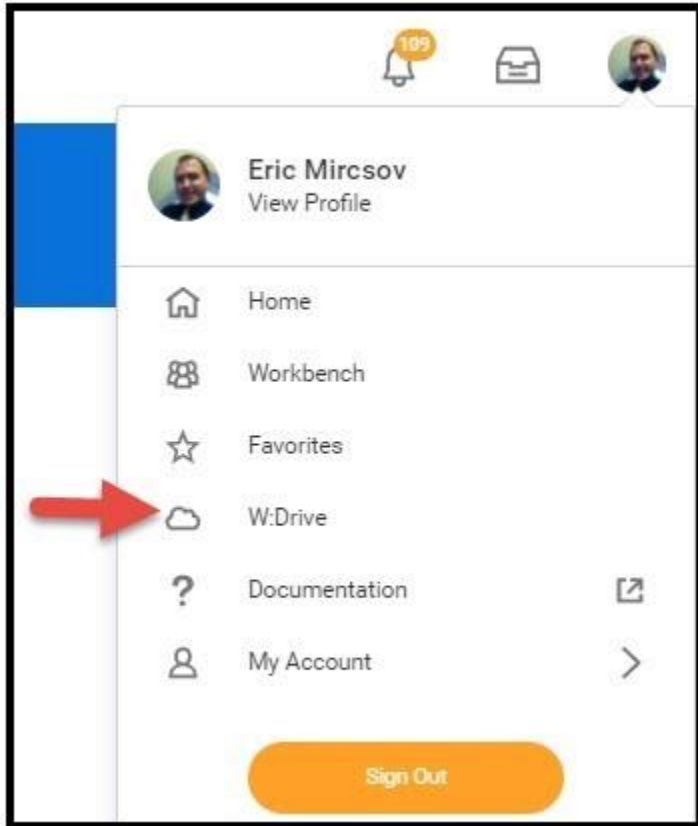 109
Eric Mircsov
View Profile
Home
Workbench
Favorites
W:Drive
Documentation
My Account
Sign Out